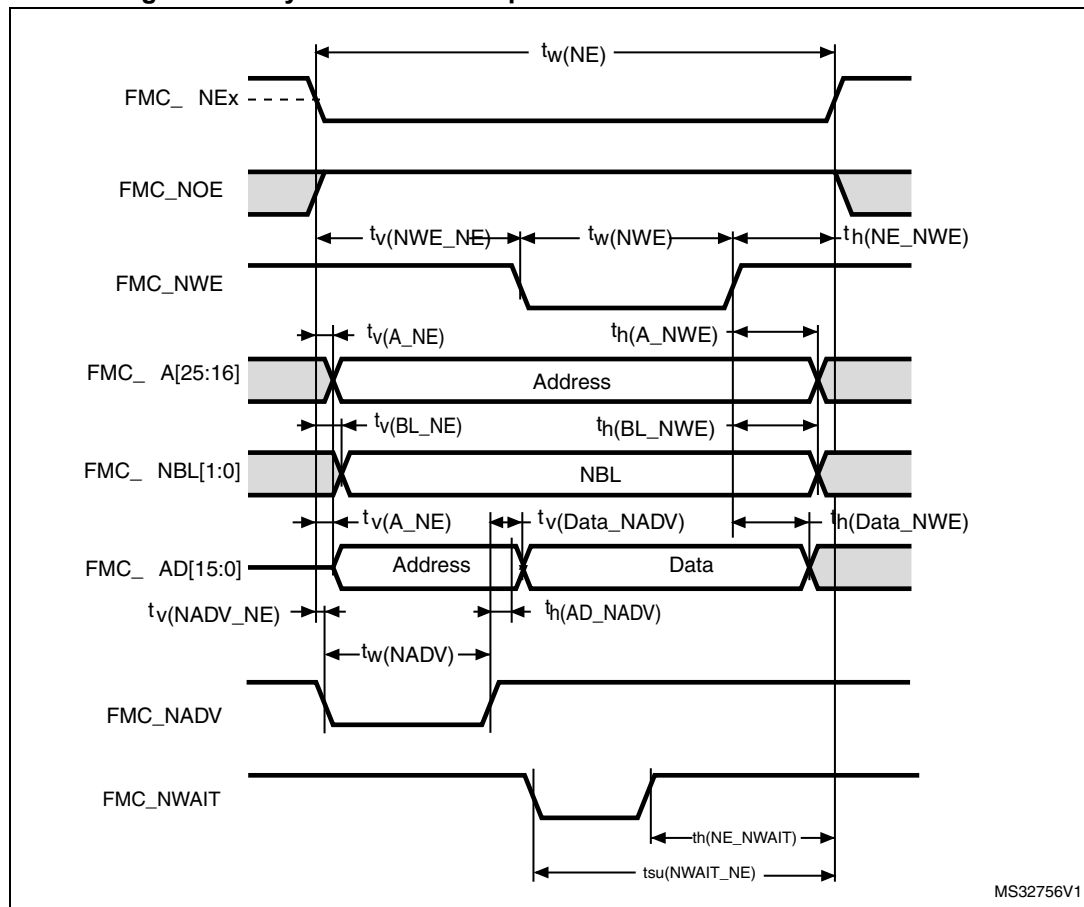 tw(NE)
FMC_ NEx
FMC_NOE
tv(NWE_NE)
tw(NWE)
th(NE_NWE)
FMC_NWE
tv(A_NE)
th(A_NWE)
FMC_ A[25:16]
Address
tv(BL_NE)
th(BL_NWE)
FMC_ NBL[1:0]
NBL
tv(A_NE)
tv(Data_NADV)
th(Data_NWE)
FMC_ AD[15:0]
Address
Data
tv(NADV_NE)
th(AD_NADV)
tw(NADV)
FMC_NADV
FMC_NWAIT
th(NE_NWAIT)
tsu(NWAIT_NE)
MS32756V1